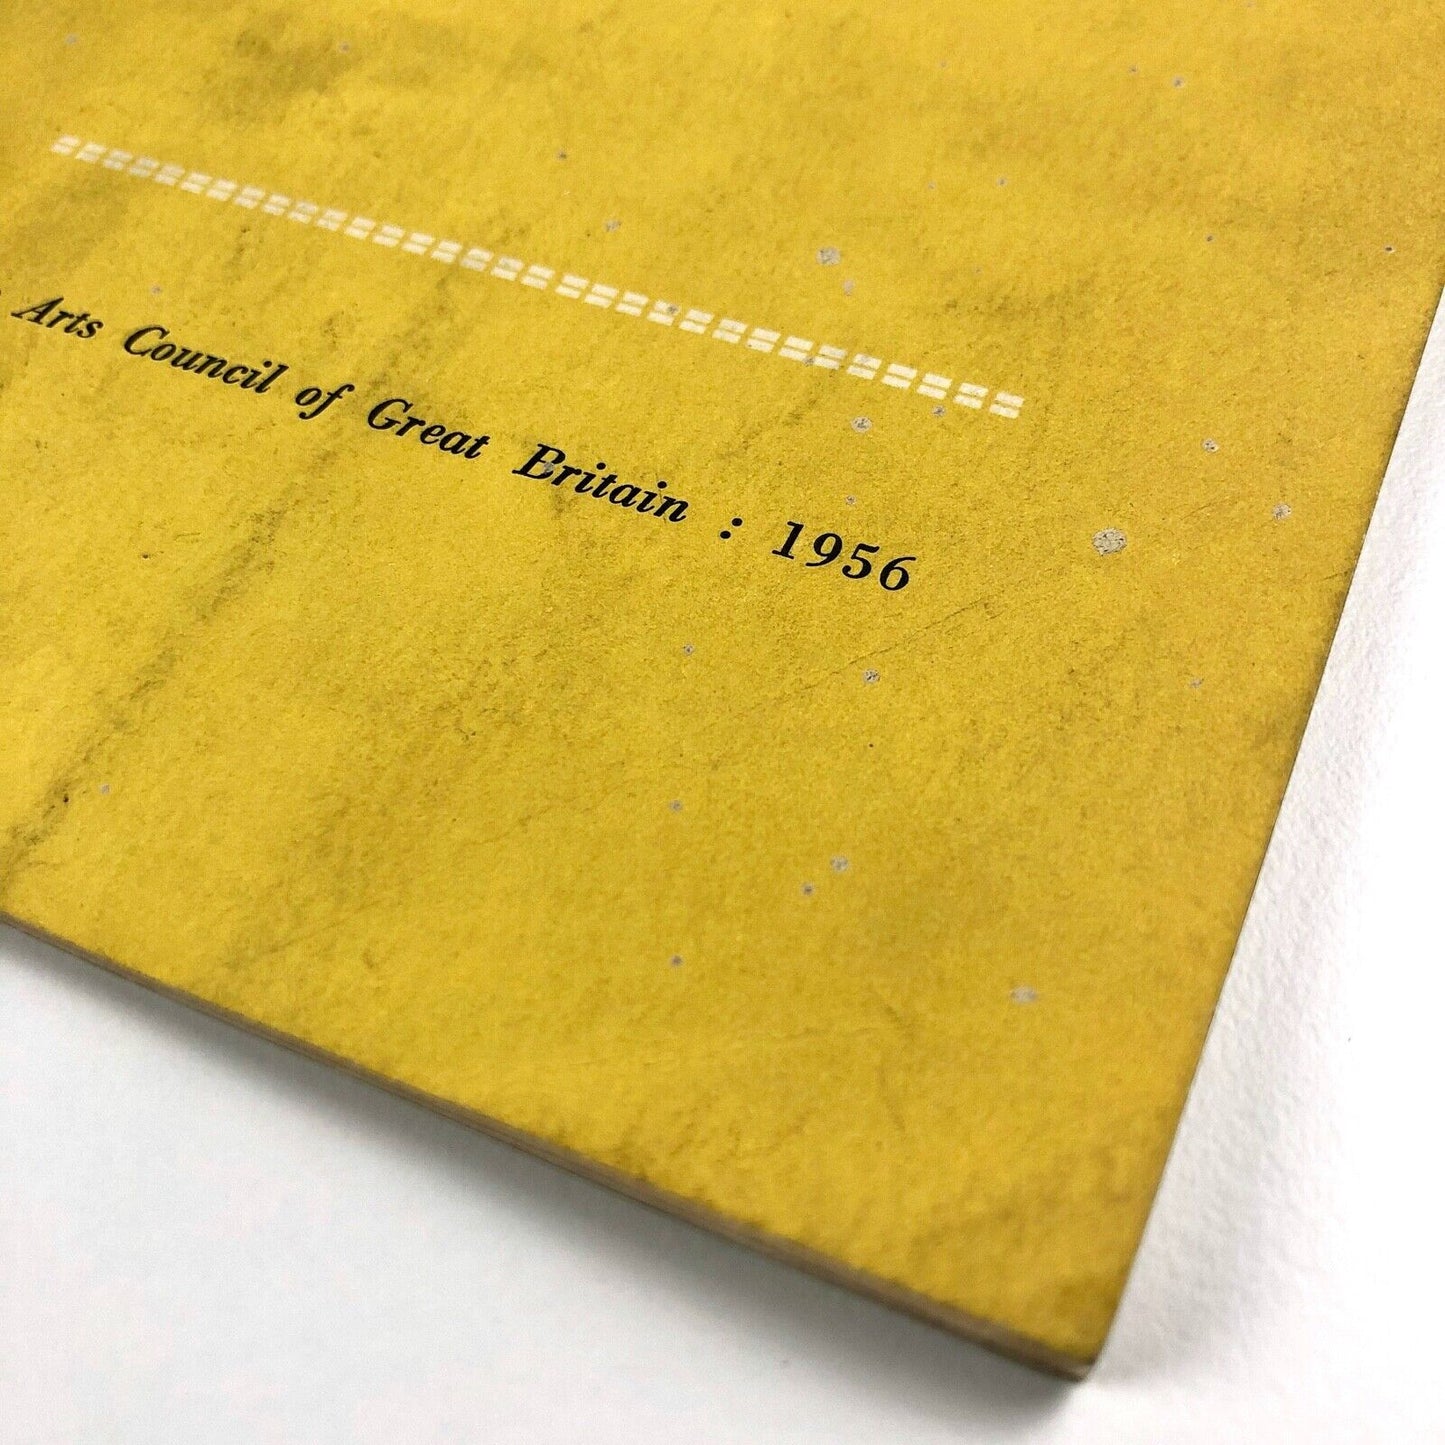 Arts Council of Great Britain : 1956